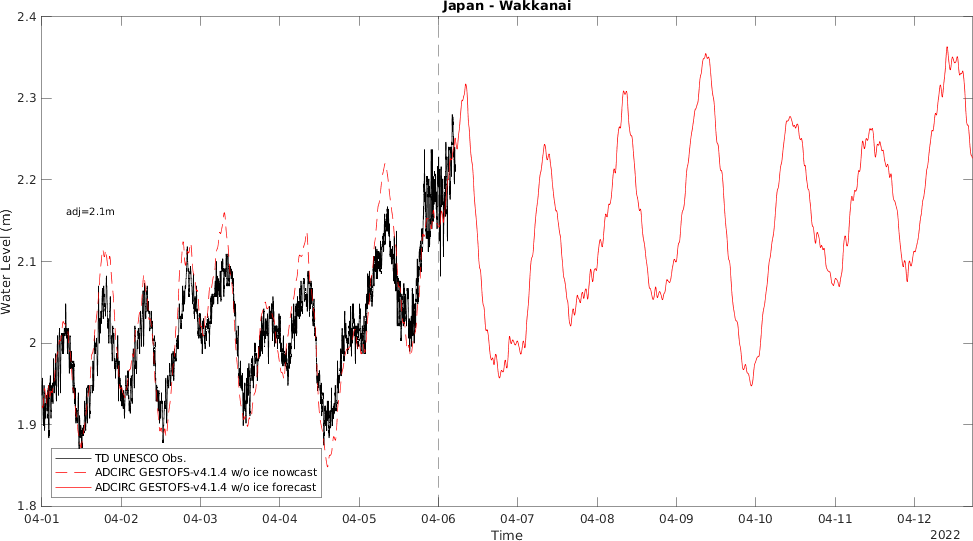 Japan - Wakkanai
2.4
2.3
2.2
2.1
2
1.9
1.8
Water Level (m)
adj=2.1m
TD UNESCO Obs.
ADCIRC GESTOFS-v4.1.4 w/o ice nowcast
ADCIRC GESTOFS-v4.1.4 w/o ice forecast
04-01 04-02 04-03 04-04 04-05 04-06 04-07 04-08 04-09 04-10 04-11 04-12
Time
2022